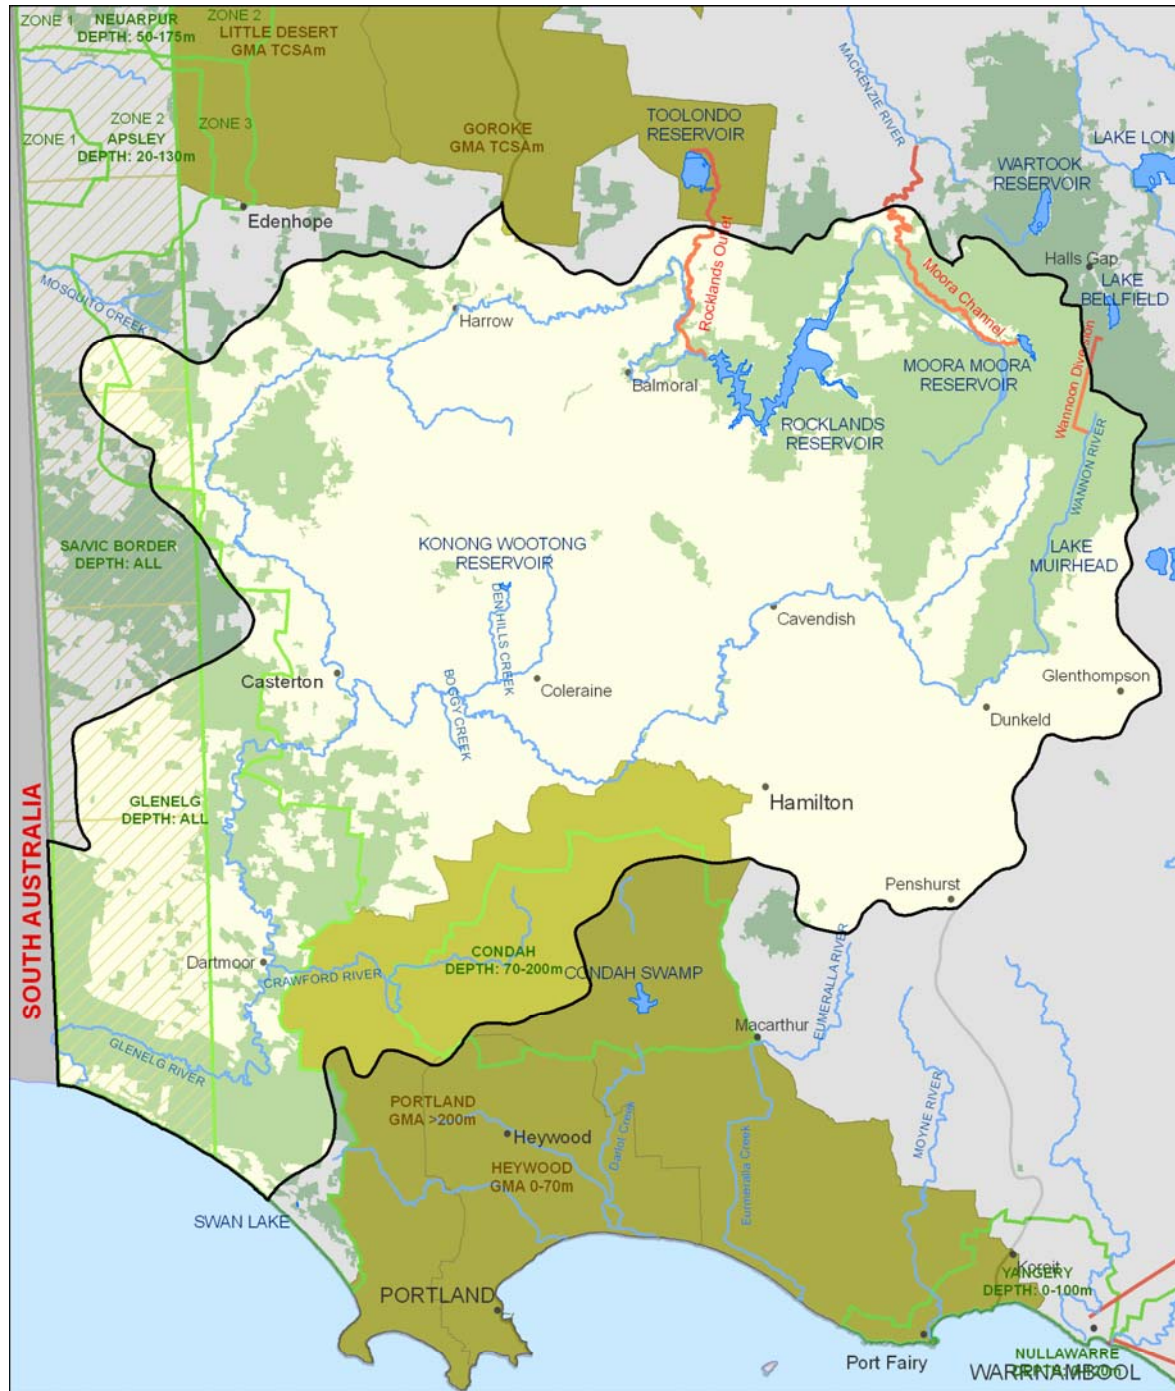 ZONE 1
NEUARPUR
DEPTH: 50-175m
ZONE 2
LITTLE DESERT
GMA TCSAm
MACKENZIE RIVER
ZONE 1
ZONE 2
APSLEY
DEPTH: 20-130m
ZONE 3
GOROKE
GMA TCSAm
TOOLONDO
RESERVOIR
WARTOOK
RESERVOIR
LAKE LON
Edenhope
Rocklands Outlet
Moora Channel
Halls Gap
LAKE
BELLFIELD
MOSQUITO CREEK
Harrow
Balmoral
MOORA MOORA
RESERVOIR
Wannoon Diversion
ROCKLANDS
RESERVOIR
WANNON RIVER
SA/VIC BORDER
DEPTH: ALL
KONONG WOOTONG
RESERVOIR
LAKE
MUIRHEAD
DEN HILLS CREEK
Cavendish
Casterton
BOGGY CREEK
Coleraine
Glenthompson
Dunkeld
SOUTH AUSTRALIA
GLENELG
DEPTH: ALL
Hamilton
Penshurst
Dartmoor
CRAWFORD RIVER
CONDAH
DEPTH: 70-200m
CONDAH SWAMP
EUMERALLA RIVER
Macarthur
GLENELG RIVER
PORTLAND
GMA >200m
Heywood
HEYWOOD
GMA 0-70m
Darlot Creek
Eurmeralla Creek
MOYNE RIVER
SWAN LAKE
PORTLAND
Koroit
YANGERY
DEPTH: 0-100m
Port Fairy
NULLAWARRE
WARRNAMBOOL